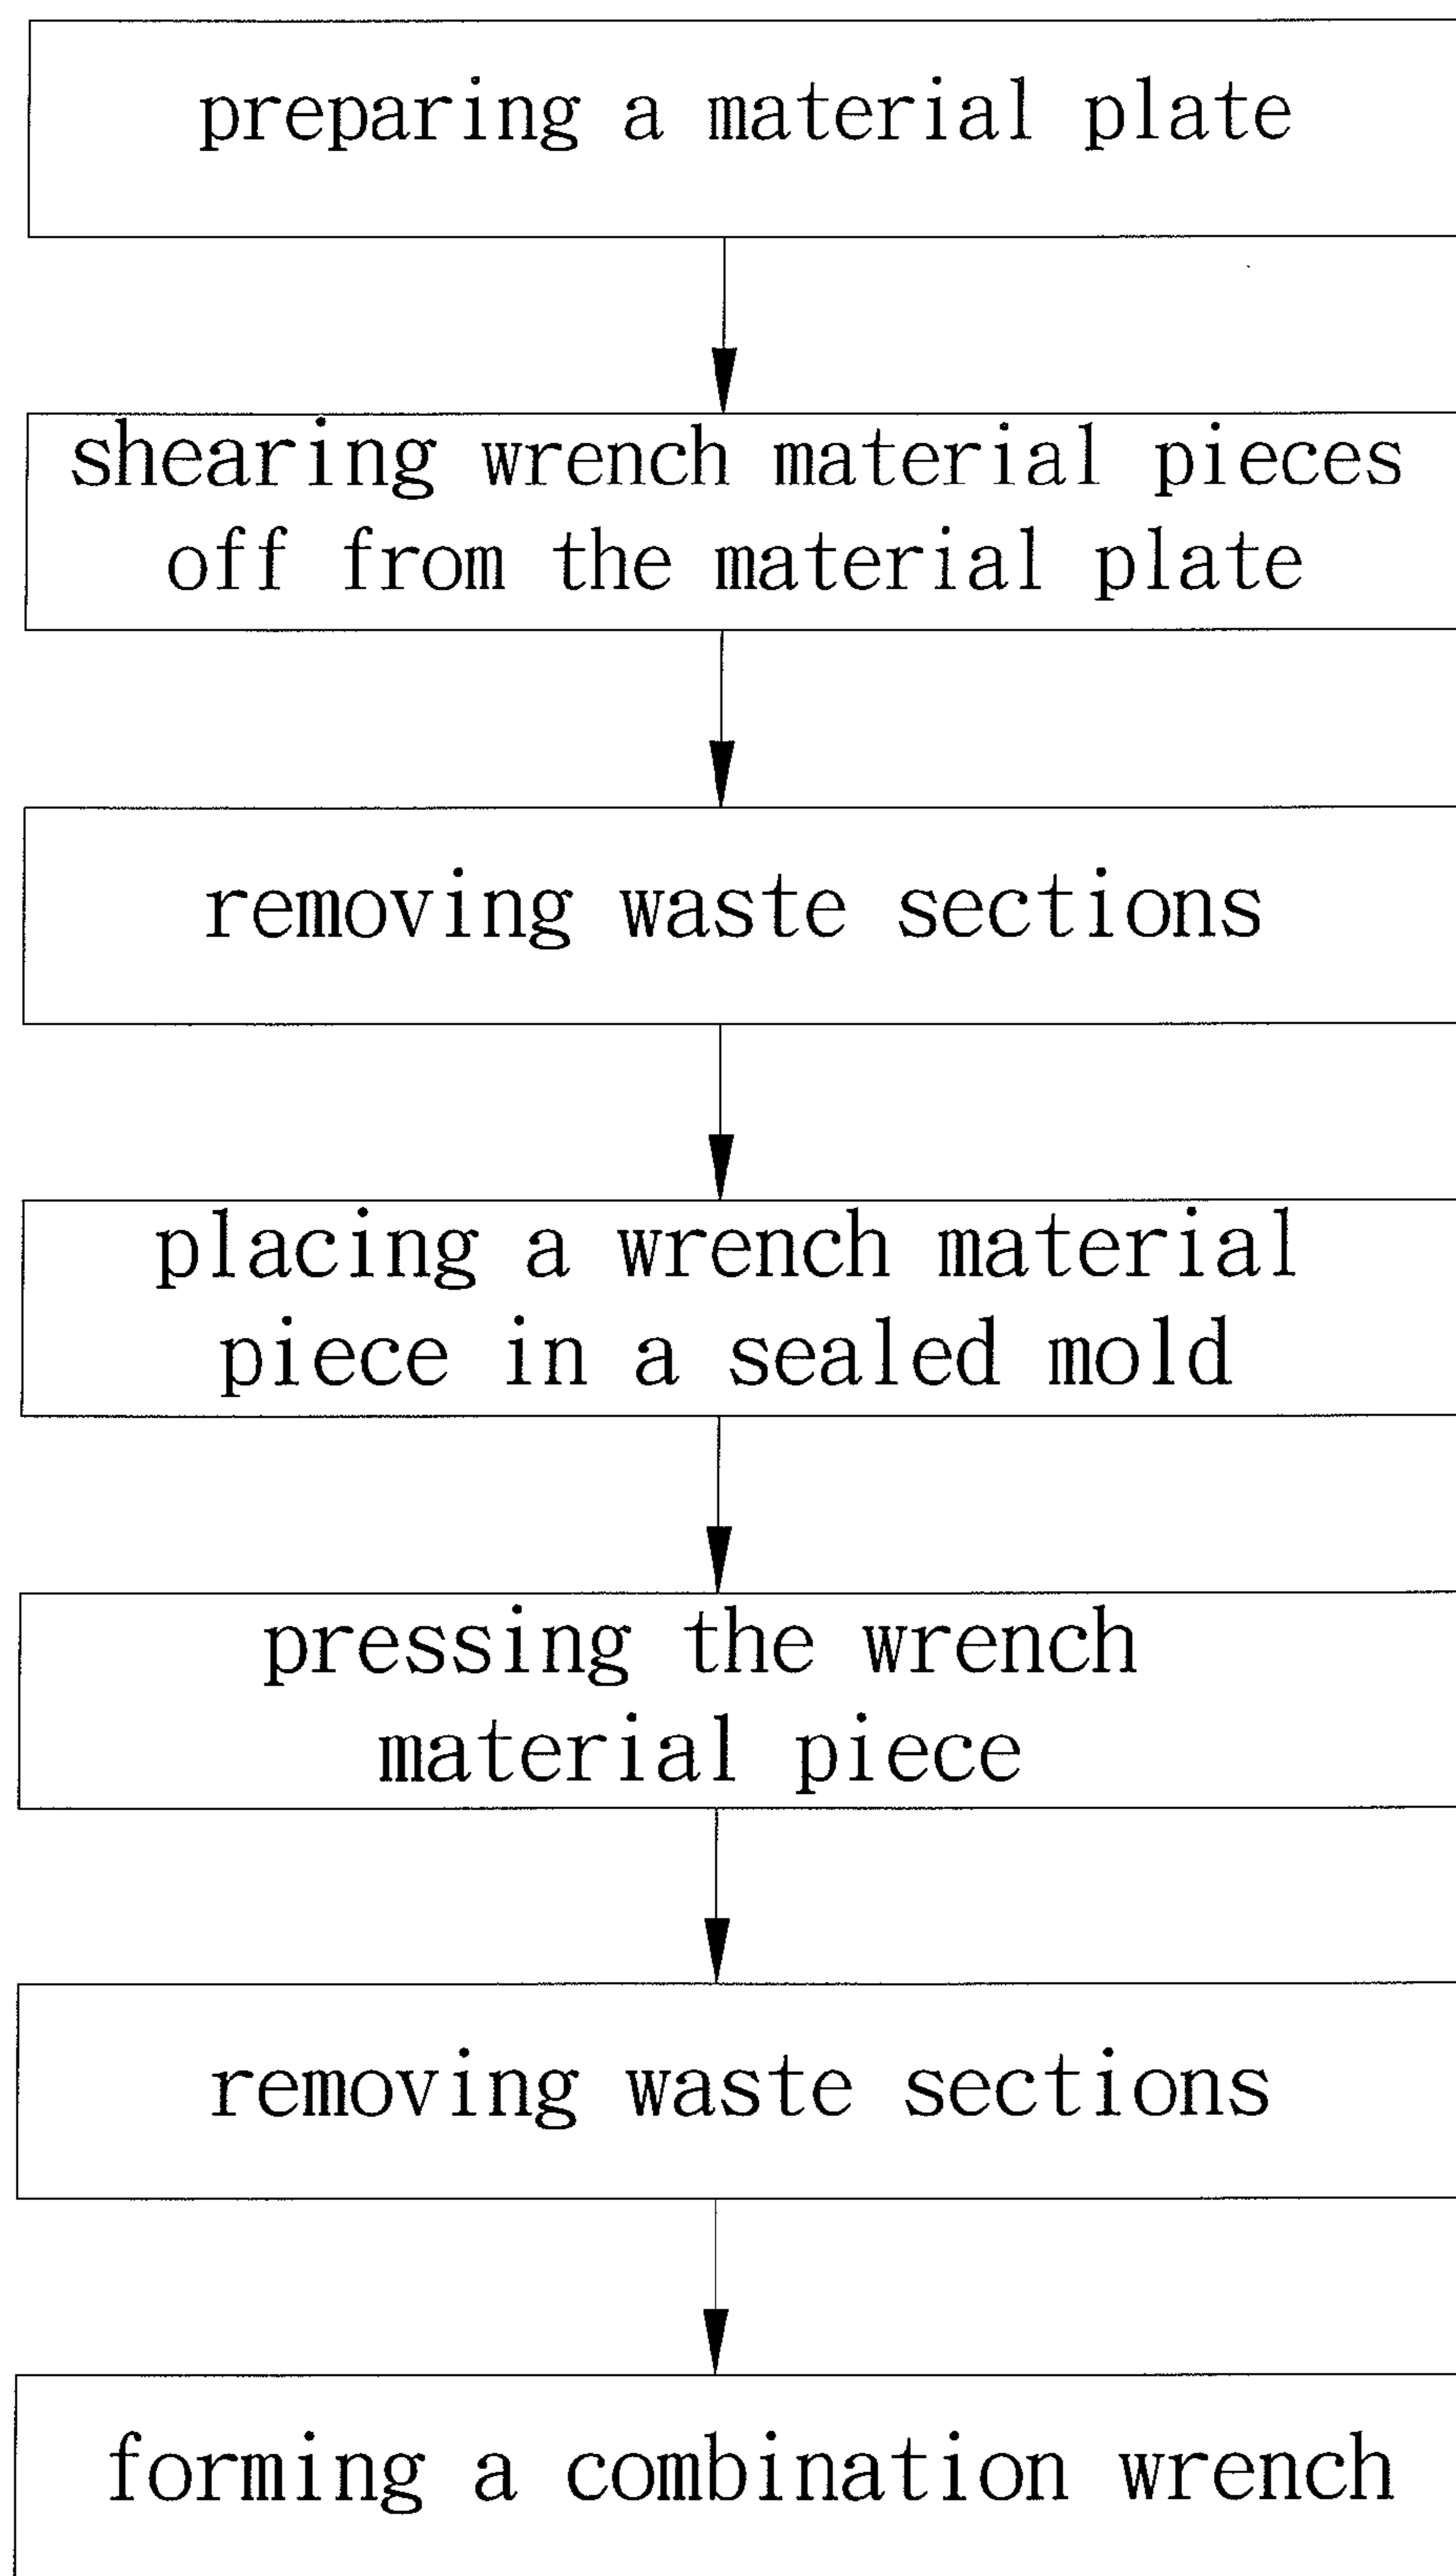 preparing a material plate
shearing wrench material pieces
off from the material plate
removing waste sections
placing a wrench material
piece in a sealed mold
pressing the wrench
material piece
removing waste sections
forming a combination wrench